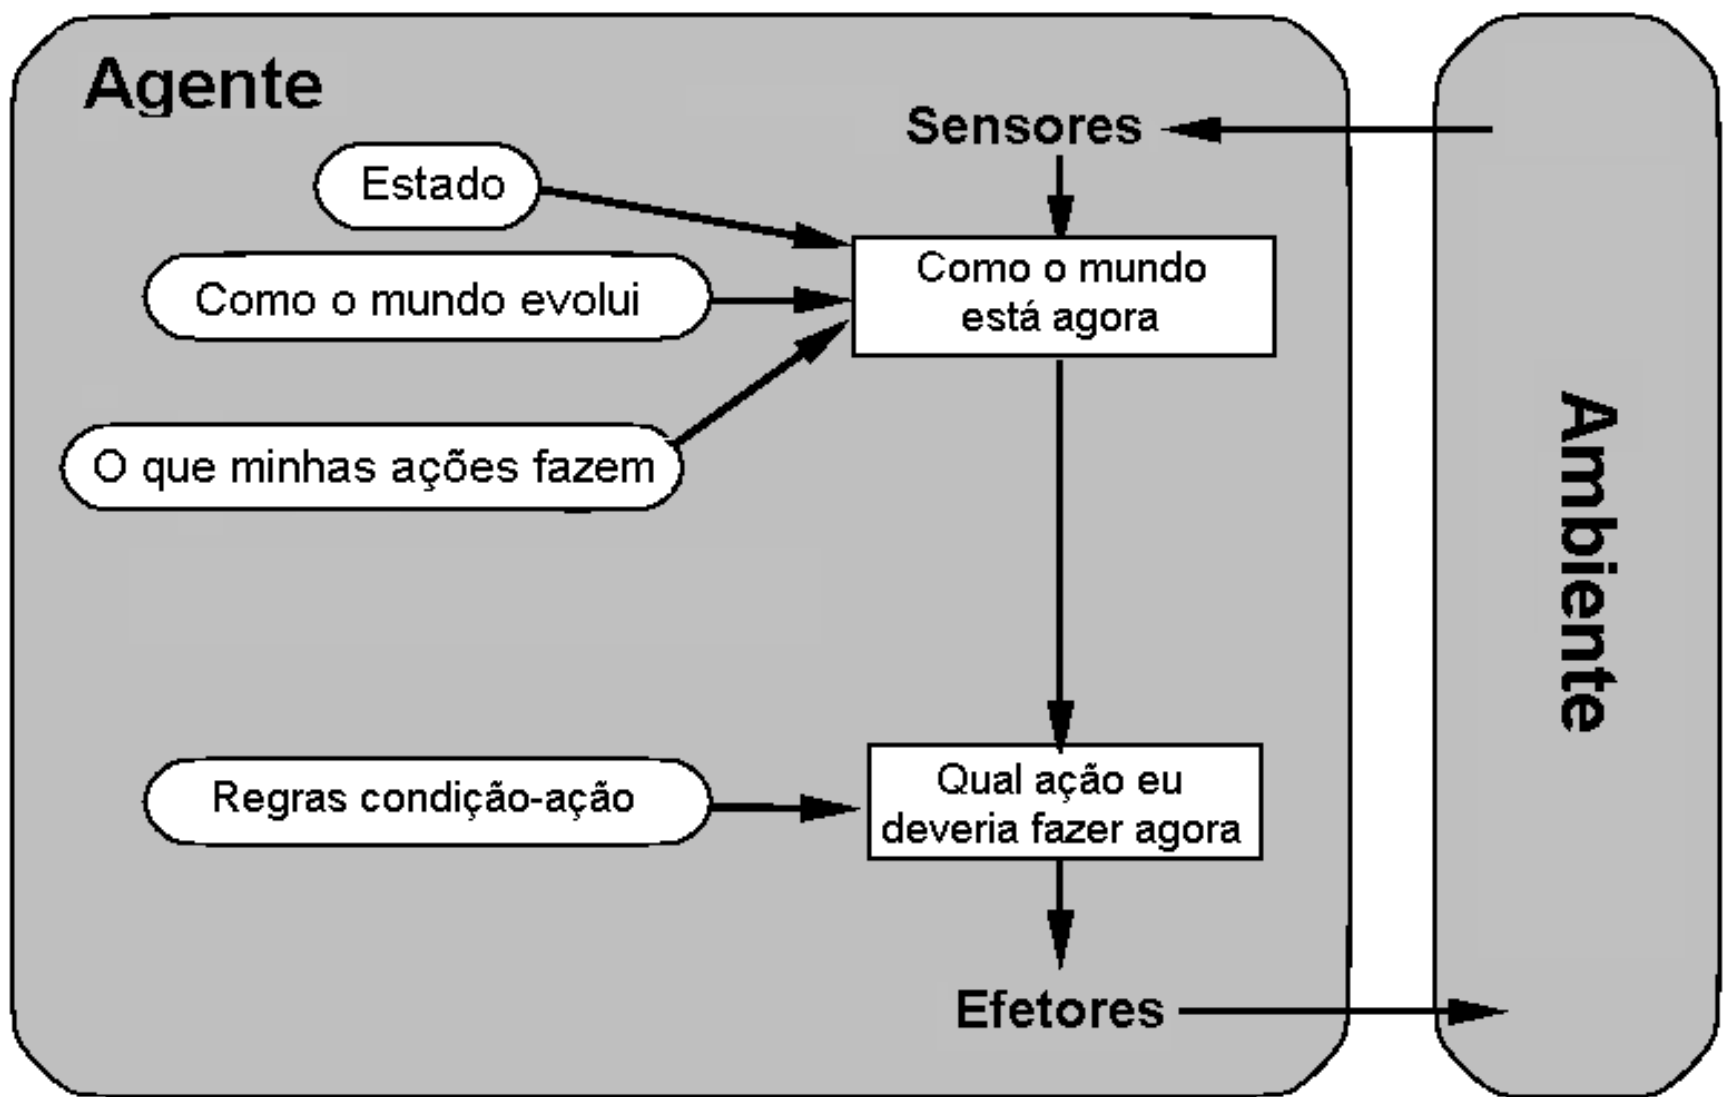 Agente
Sensores
Estado
Como o mundo
está agora
Como o mundo evolui
O que minhas ações fazem
Ambiente
Regras condição-ação
Qual ação eu
deveria fazer agora
Efetores